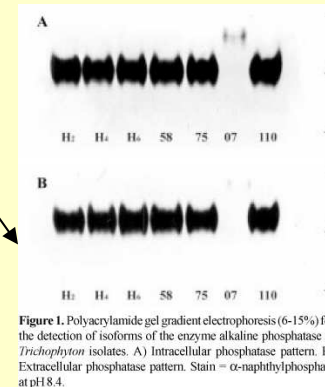 A
H₂ H₄ H₆ 58 75 07 110
B
H₂ H₄ H₆ 58 75 07 110
Figure 1. Polyacrylamide gel gradient electrophoresis (6-15%) f
the detection of isoforms of the enzyme alkaline phosphatase
Trichophyton isolates. A) Intracellular phosphatase pattern.
Extracellular phosphatase pattern. Stain = α-naphthylphospha
at pH 8.4.